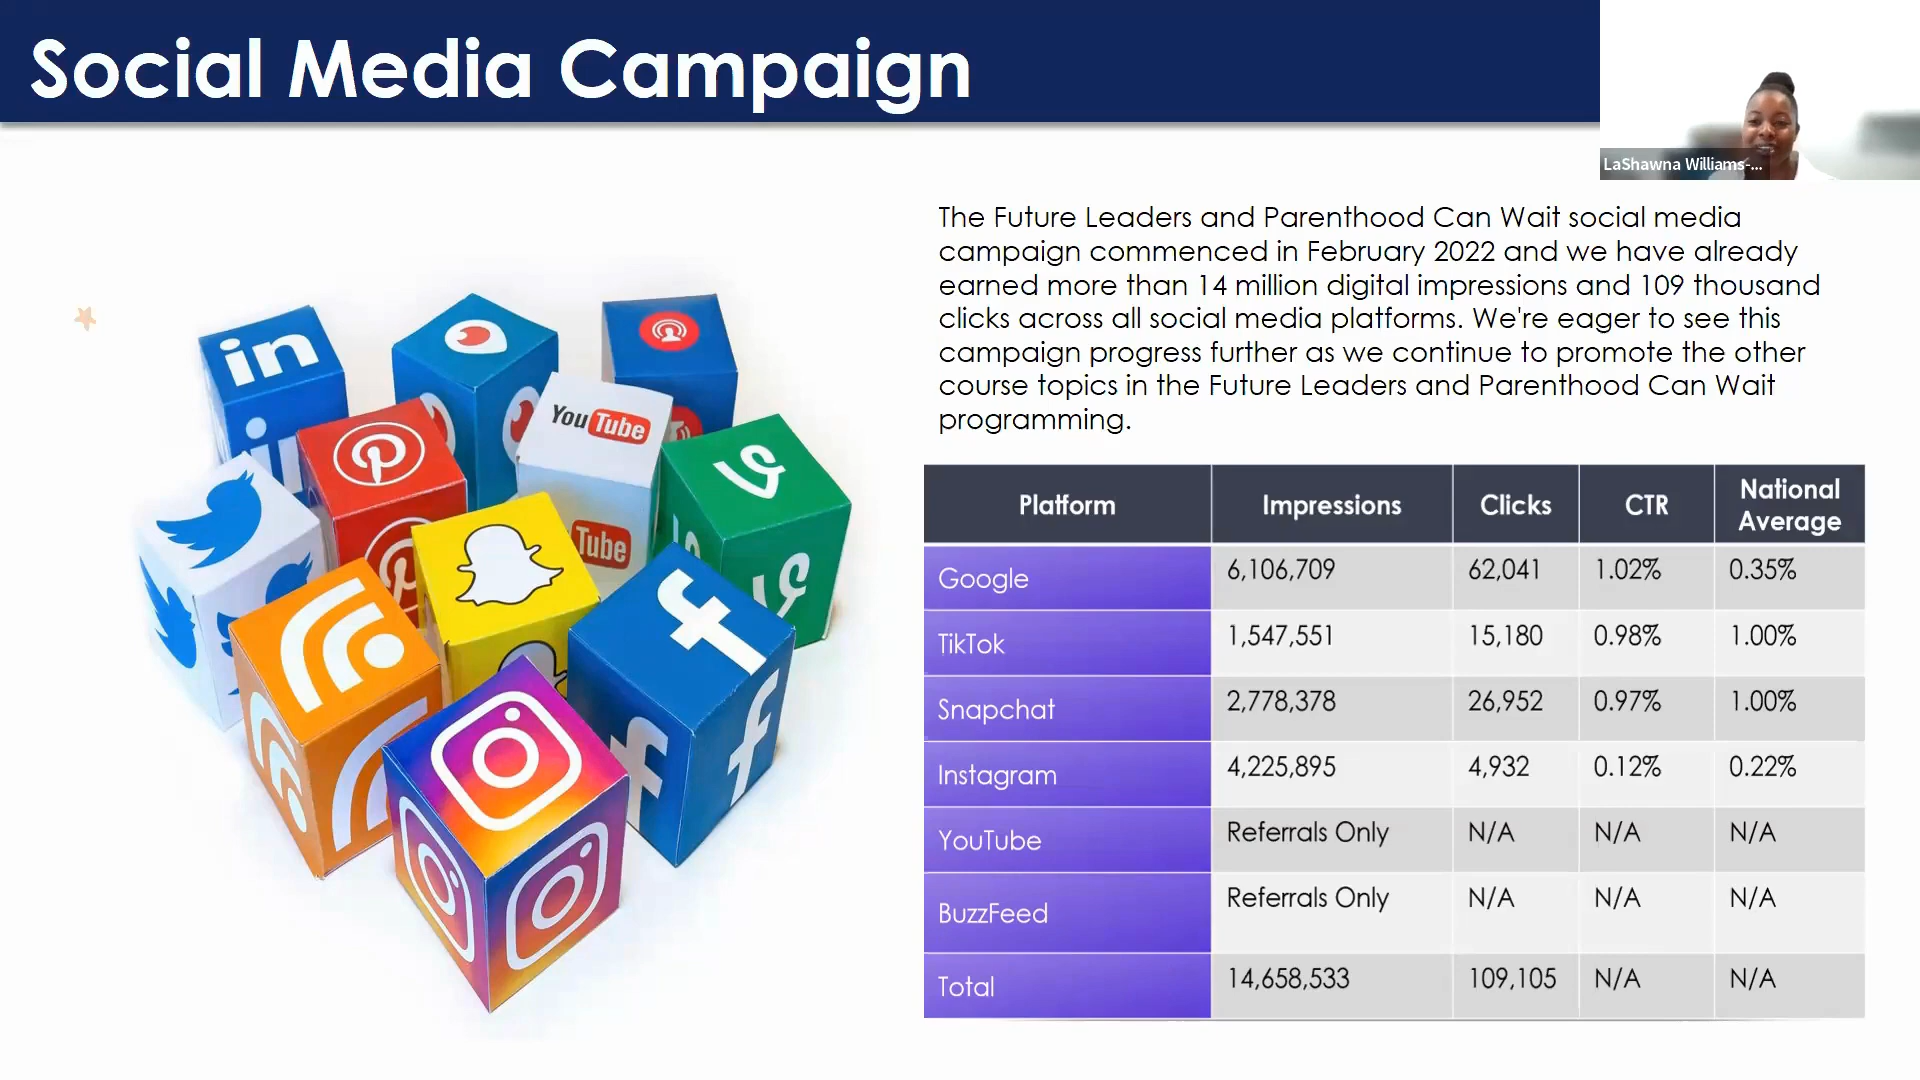 Social Media Campaign
LaShawna Williams-...
The Future Leaders and Parenthood Can Wait social media
campaign commenced in February 2022 and we have already
earned more than 14 million digital impressions and 109 thousand
clicks across all social media platforms. We're eager to see this
campaign progress further as we continue to promote the other
course topics in the Future Leaders and Parenthood Can Wait
programming.
in
in
YouTube
Tube
Platform Impressions Clicks CTR National Average
Google 6,106,709 62,041 1.02% 0.35%
TikTok 1,547,551 15,180 0.98% 1.00%
Snapchat 2,778,378 26,952 0.97% 1.00%
Instagram 4,225,895 4,932 0.12% 0.22%
YouTube Referrals Only N/A N/A N/A
BuzzFeed Referrals Only N/A N/A N/A
Total 14,658,533 109,105 N/A N/A